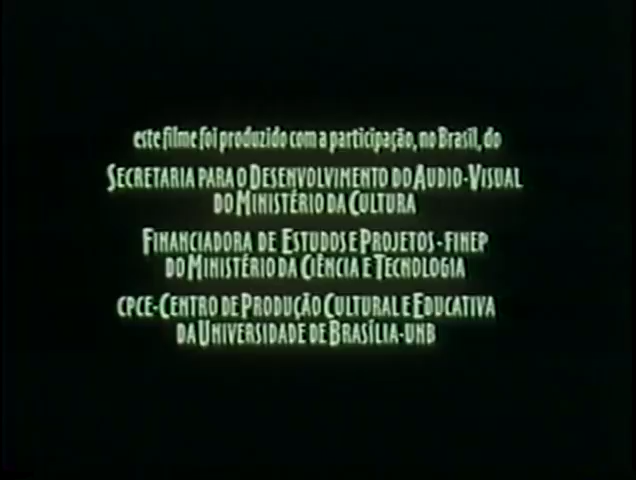 este filme foi produzido com a participação, no Brasil, do
SECRETARIA PARA O DESENVOLVIMENTO DO AUDIO-VISUAL
DO MINISTÉRIO DA CULTURA
FINANCIADORA DE ESTUDOS E PROJETOS - FINEP
DO MINISTÉRIO DA CIÊNCIA E TECNOLOGIA
CPCE-CENTRO DE PRODUÇÃO CULTURAL E EDUCATIVA
DA UNIVERSIDADE DE BRASÍLIA-UNB